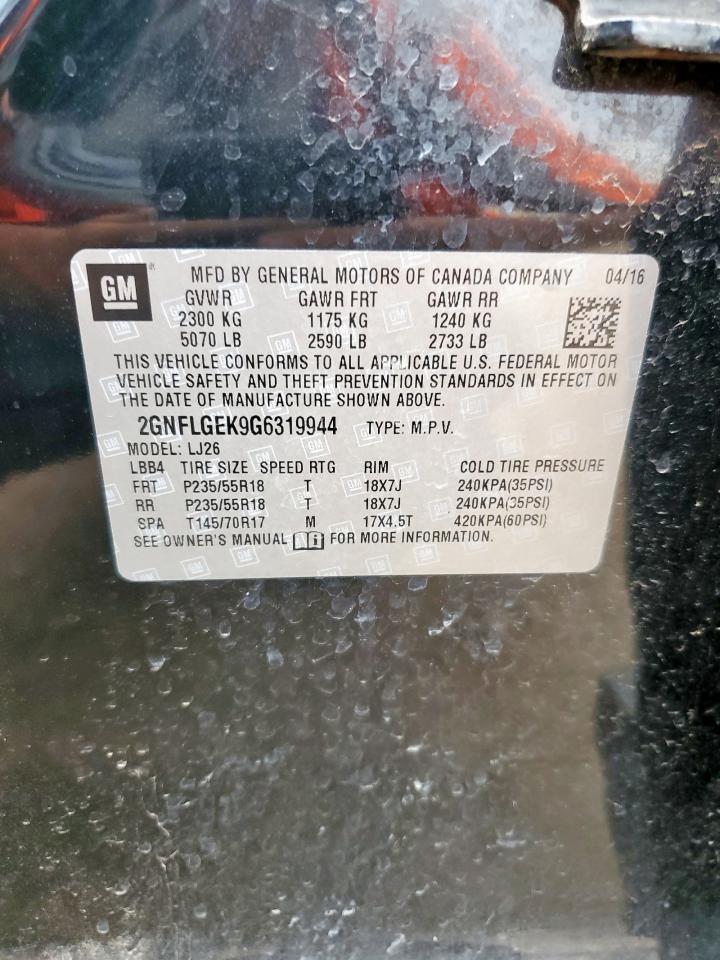 GM MFD BY GENERAL MOTORS OF CANADA COMPANY 04/16
GVWR GAWR FRT GAWR RR
2300 KG 1175 KG 1240 KG
5070 LB 2590 LB 2733 LB
THIS VEHICLE CONFORMS TO ALL APPLICABLE U.S. FEDERAL MOTOR
VEHICLE SAFETY AND THEFT PREVENTION STANDARDS IN EFFECT ON
THE DATE OF MANUFACTURE SHOWN ABOVE.
2GNFLGEK9G6319944 TYPE: M.P.V.
MODEL: LJ26
LBB4 TIRE SIZE SPEED RTG RIM COLD TIRE PRESSURE
FRT P235/55R18 T 18X7J 240KPA(35PSI)
RR P235/55R18 T 18X7J 240KPA(35PSI)
SPA T145/70R17 M 17X4.5T 420KPA(60PSI)
SEE OWNER'S MANUAL FOR MORE INFORMATION.